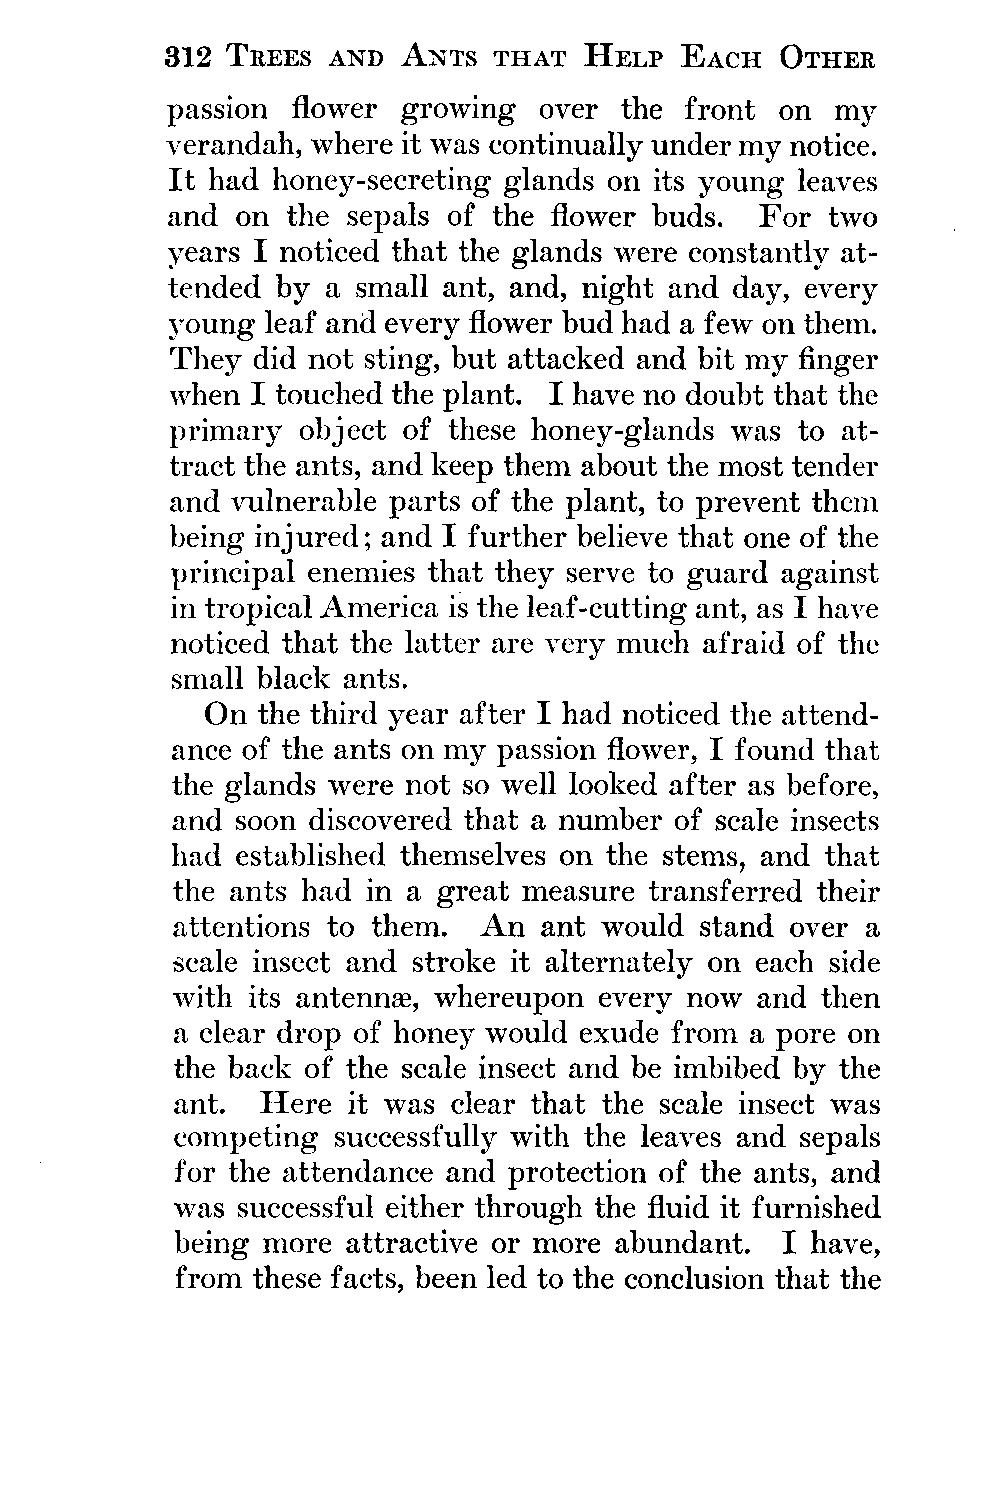 312 Trees and Ants that Help Each Other
passion flower growing over the front on my
verandah, where it was continually under my notice.
It had honey-secreting glands on its young leaves
and on the sepals of the flower buds. For two
years I noticed that the glands were constantly at-
tended by a small ant, and, night and day, every
young leaf and every flower bud had a few on them.
They did not sting, but attacked and bit my finger
when I touched the plant. I have no doubt that the
primary object of these honey-glands was to at-
tract the ants, and keep them about the most tender
and vulnerable parts of the plant, to prevent them
being injured; and I further believe that one of the
principal enemies that they serve to guard against
in tropical America is the leaf-cutting ant, as I have
noticed that the latter are very much afraid of the
small black ants.
On the third year after I had noticed the attend-
ance of the ants on my passion flower, I found that
the glands were not so well looked after as before,
and soon discovered that a number of scale insects
had established themselves on the stems, and that
the ants had in a great measure transferred their
attentions to them. An ant would stand over a
scale insect and stroke it alternately on each side
with its antennæ, whereupon every now and then
a clear drop of honey would exude from a pore on
the back of the scale insect and be imbibed by the
ant. Here it was clear that the scale insect was
competing successfully with the leaves and sepals
for the attendance and protection of the ants, and
was successful either through the fluid it furnished
being more attractive or more abundant. I have,
from these facts, been led to the conclusion that the